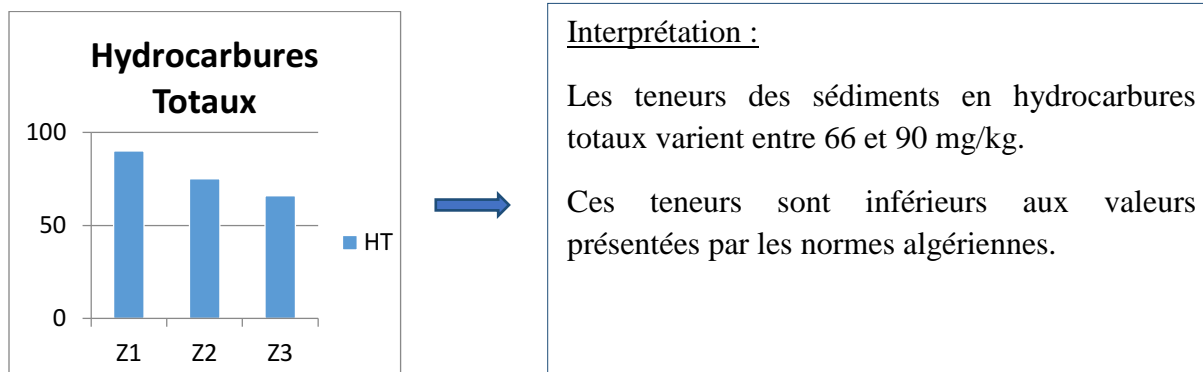 Hydrocarbures
Totaux
100
50
0
Z1 Z2 Z3
HT
Interprétation :
Les teneurs des sédiments en hydrocarbures
totaux varient entre 66 et 90 mg/kg.
Ces teneurs sont inférieurs aux valeurs
présentées par les normes algériennes.